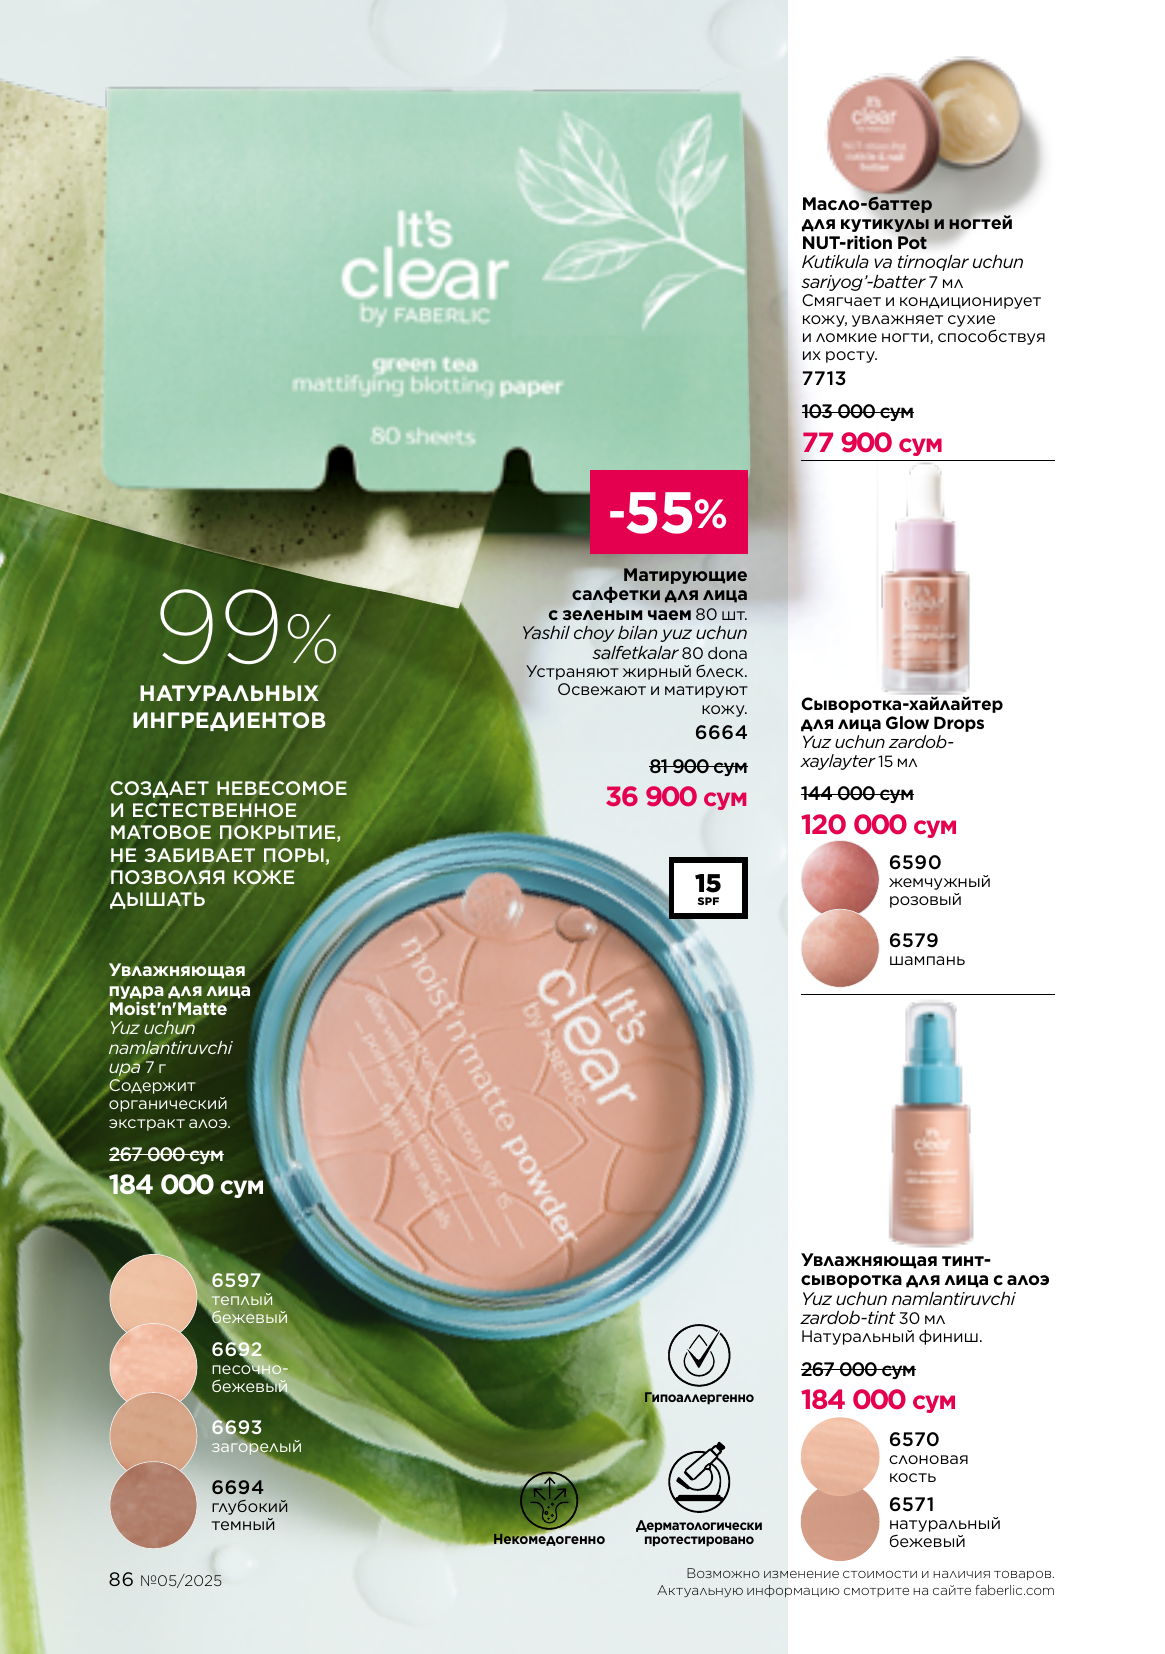 It's
clear
by FABERLIC
green tea
mattifying blotting paper
80 sheets
-55%
Матирующие
салфетки для лица
с зеленым чаем 80 шт.
Yashil choy bilan yuz uchun
salfetkalar 80 dona
Устраняют жирный блеск.
Освежают и матируют
кожу.
6664
81 900 сум
36 900 сум
99%
НАТУРАЛЬНЫХ
ИНГРЕДИЕНТОВ
СОЗДАЕТ НЕВЕСОМОЕ
И ЕСТЕСТВЕННОЕ
МАТОВОЕ ПОКРЫТИЕ,
НЕ ЗАБИВАЕТ ПОРЫ,
ПОЗВОЛЯЯ КОЖЕ
ДЫШАТЬ
15
SPF
It's
clear
by FABERLIC
moist'n'matte powder
Увлажняющая
пудра для лица
Moist'n'Matte
Yuz uchun
namlantiruvchi
upa 7 г
Содержит
органический
экстракт алоэ.
267 000 сум
184 000 сум
6597
теплый
бежевый
6692
песочно-
бежевый
6693
загорелый
6694
глубокий
темный
Гипоаллергенно
Некомедогенно
Дерматологически
протестировано
86 №05/2025
It's
clear
by FABERLIC
Масло-баттер
для кутикулы и ногтей
NUT-rition Pot
Kutikula va tirnoqlar uchun
sariyog'-batter 7 мл
Смягчает и кондиционирует
кожу, увлажняет сухие
и ломкие ногти, способствуя
их росту.
7713
103 000 сум
77 900 сум
Сыворотка-хайлайтер
для лица Glow Drops
Yuz uchun zardob-
xaylayter 15 мл
144 000 сум
120 000 сум
6590
жемчужный
розовый
6579
шампань
It's
clear
Увлажняющая тинт-
сыворотка для лица с алоэ
Yuz uchun namlantiruvchi
zardob-tint 30 мл
Натуральный финиш.
267 000 сум
184 000 сум
6570
слоновая
кость
6571
натуральный
бежевый
Возможно изменение стоимости и наличия товаров.
Актуальную информацию смотрите на сайте faberlic.com